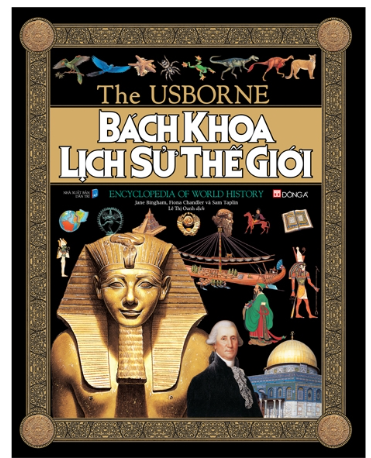 The USBORNE
BÁCH KHOA
LỊCH SỬ THẾ GIỚI
NHÀ XUẤT BẢN
DÂN TRÍ
ENCYCLOPEDIA OF WORLD HISTORY
ĐÔNG A
Jane Bingham, Fiona Chandler và Sam Taplin
Lê Thị Oanh dịch